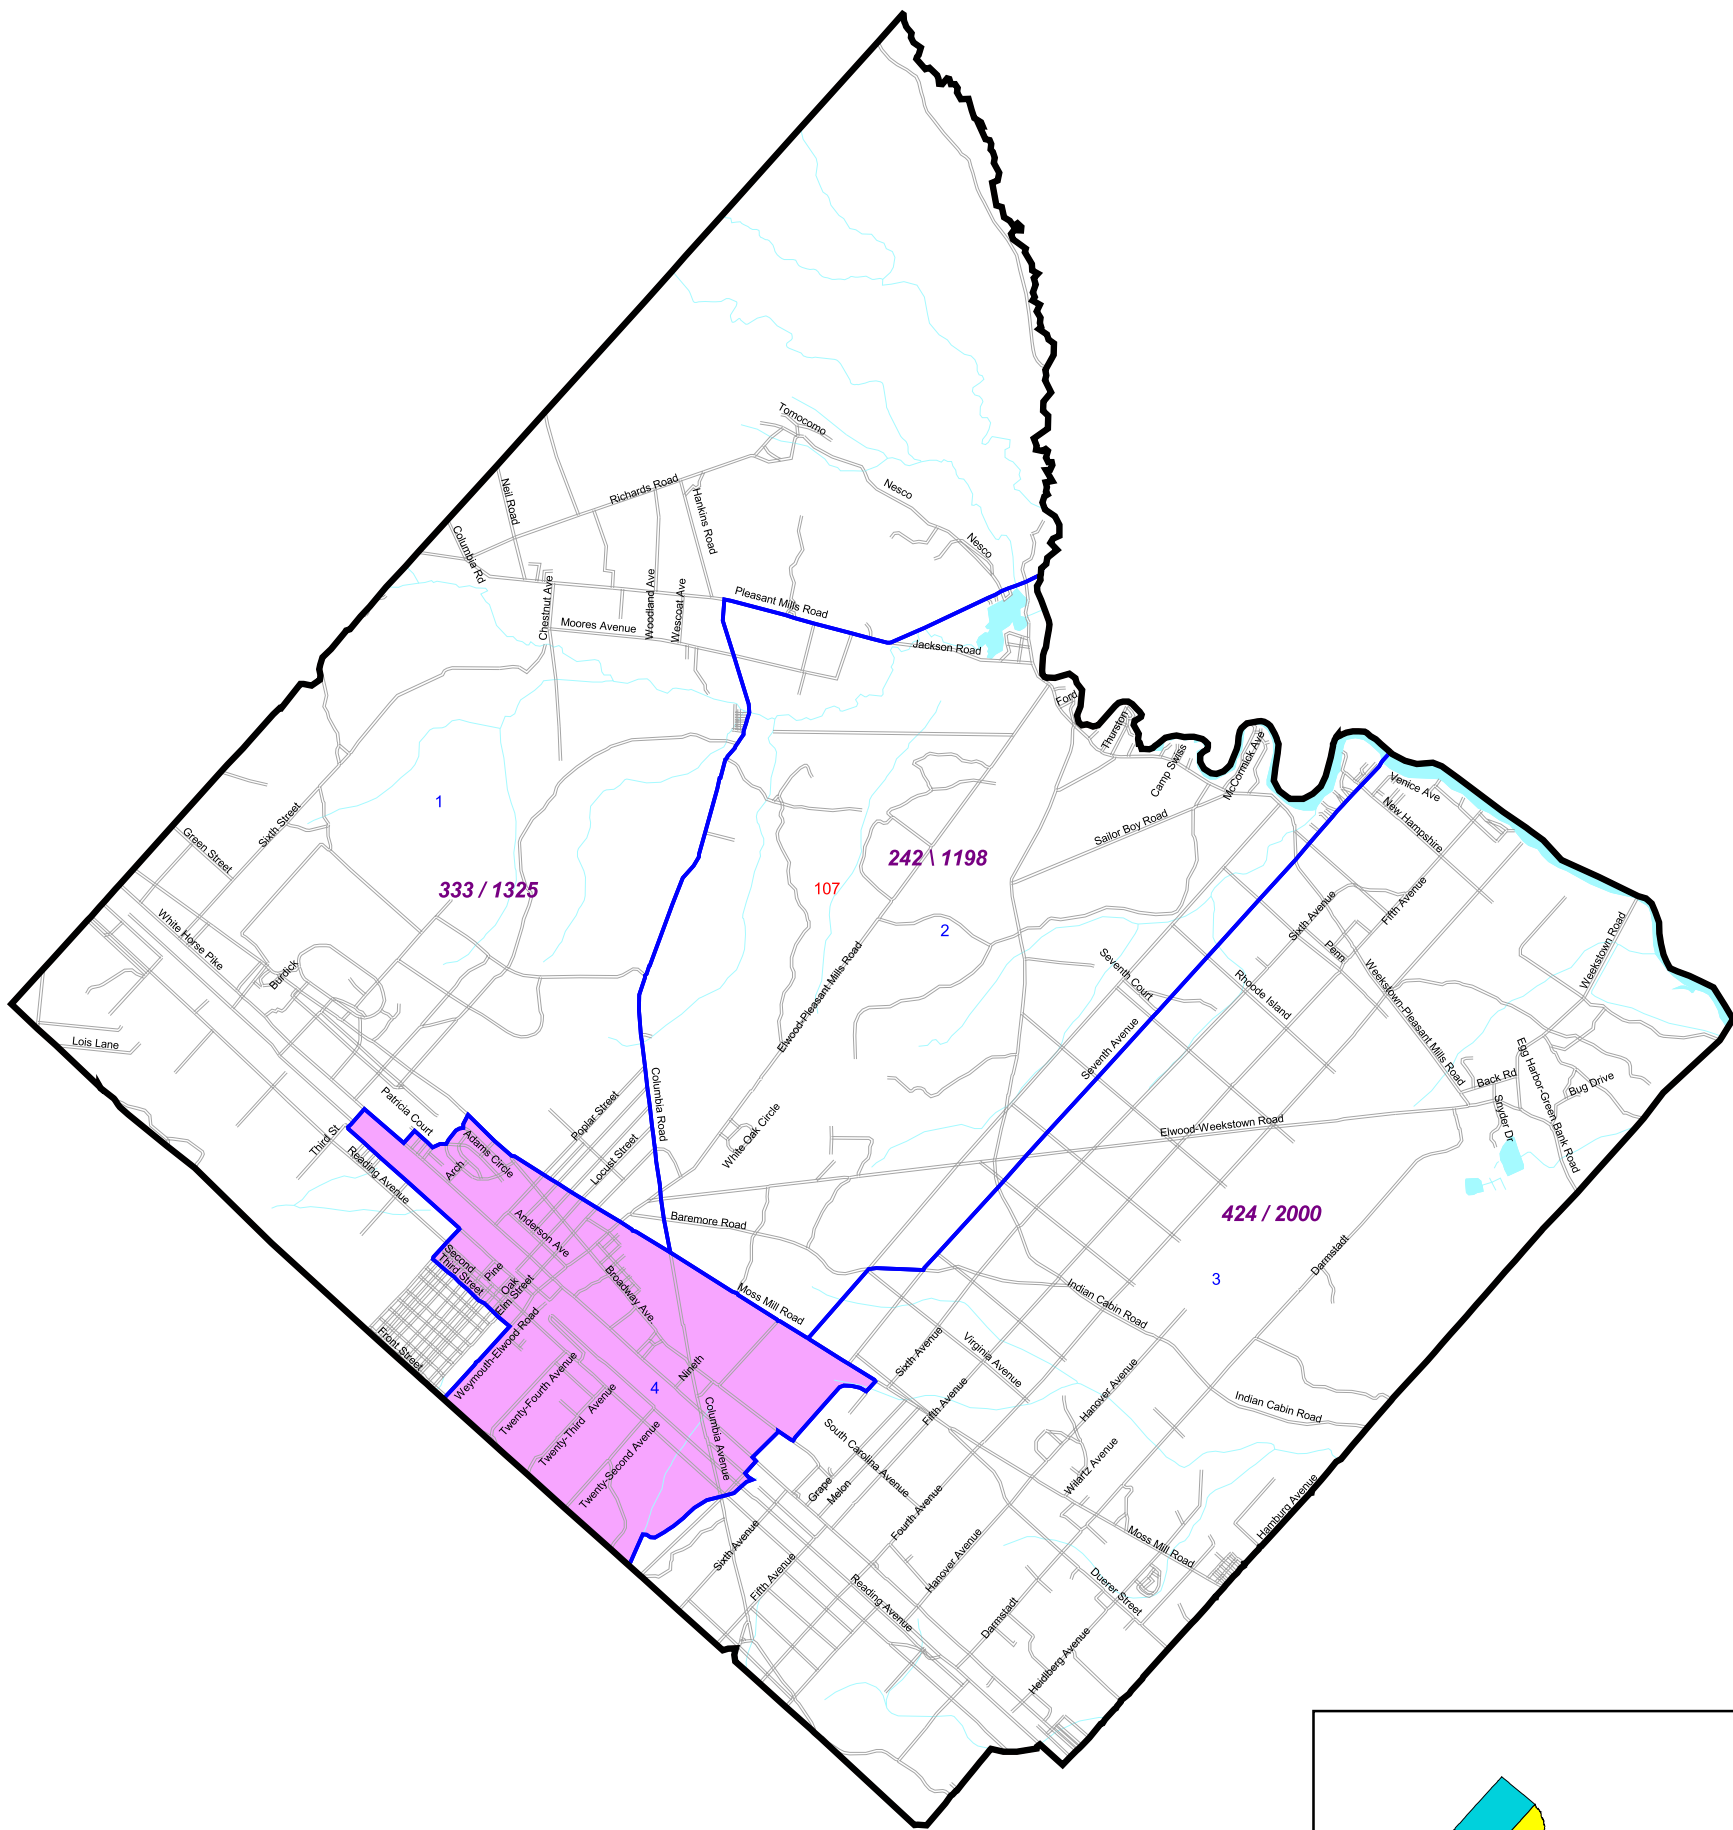 Tomocomo
Richards Road
Neil Road
Hankins Road
Nesco
Columbia Rd
Nesco
Chestnut Ave
Woodland Ave
Wescoat Ave
Pleasant Mills Road
Moores Avenue
Jackson Road
Ford
Thurston
Camp Swiss
McCormick Ave
Venice Ave
New Hampshire
1
Sixth Street
Green Street
Sailor Boy Road
242 \ 1198
333 / 1325
107
2
Sixth Avenue
Fifth Avenue
Penn
White Horse Pike
Burdick
Elwood-Pleasant Mills Road
Seventh Court
Rhoode Island
Weekstown-Pleasant Mills Road
Weekstown Road
Lois Lane
Seventh Avenue
Egg Harbor-Green Bank Road
Back Rd
Bug Drive
Snyder Dr
Patricia Court
Poplar Street
Columbia Road
White Oak Circle
Elwood-Weekstown Road
Third St
Reading Avenue
Adams Circle
Arch
Locust Street
Baremore Road
424 / 2000
Anderson Ave
Darmstadt
Second
Third Street
Pine
Oak
Elm Street
Broadway Ave
Moss Mill Road
Indian Cabin Road
3
Front Street
Weymouth-Elwood Road
Nineth
Sixth Avenue
Virginia Avenue
4
Twenty-Fourth Avenue
Twenty-Third Avenue
Twenty-Second Avenue
Columbia Avenue
Fifth Avenue
Hanover Avenue
Indian Cabin Road
South Carolina Avenue
Grape
Melon
Wilartz Avenue
Fourth Avenue
Hamburg Avenue
Moss Mill Road
Sixth Avenue
Fifth Avenue
Hanover Avenue
Reading Avenue
Duerer Street
Darmstadt
Heidlberg Avenue